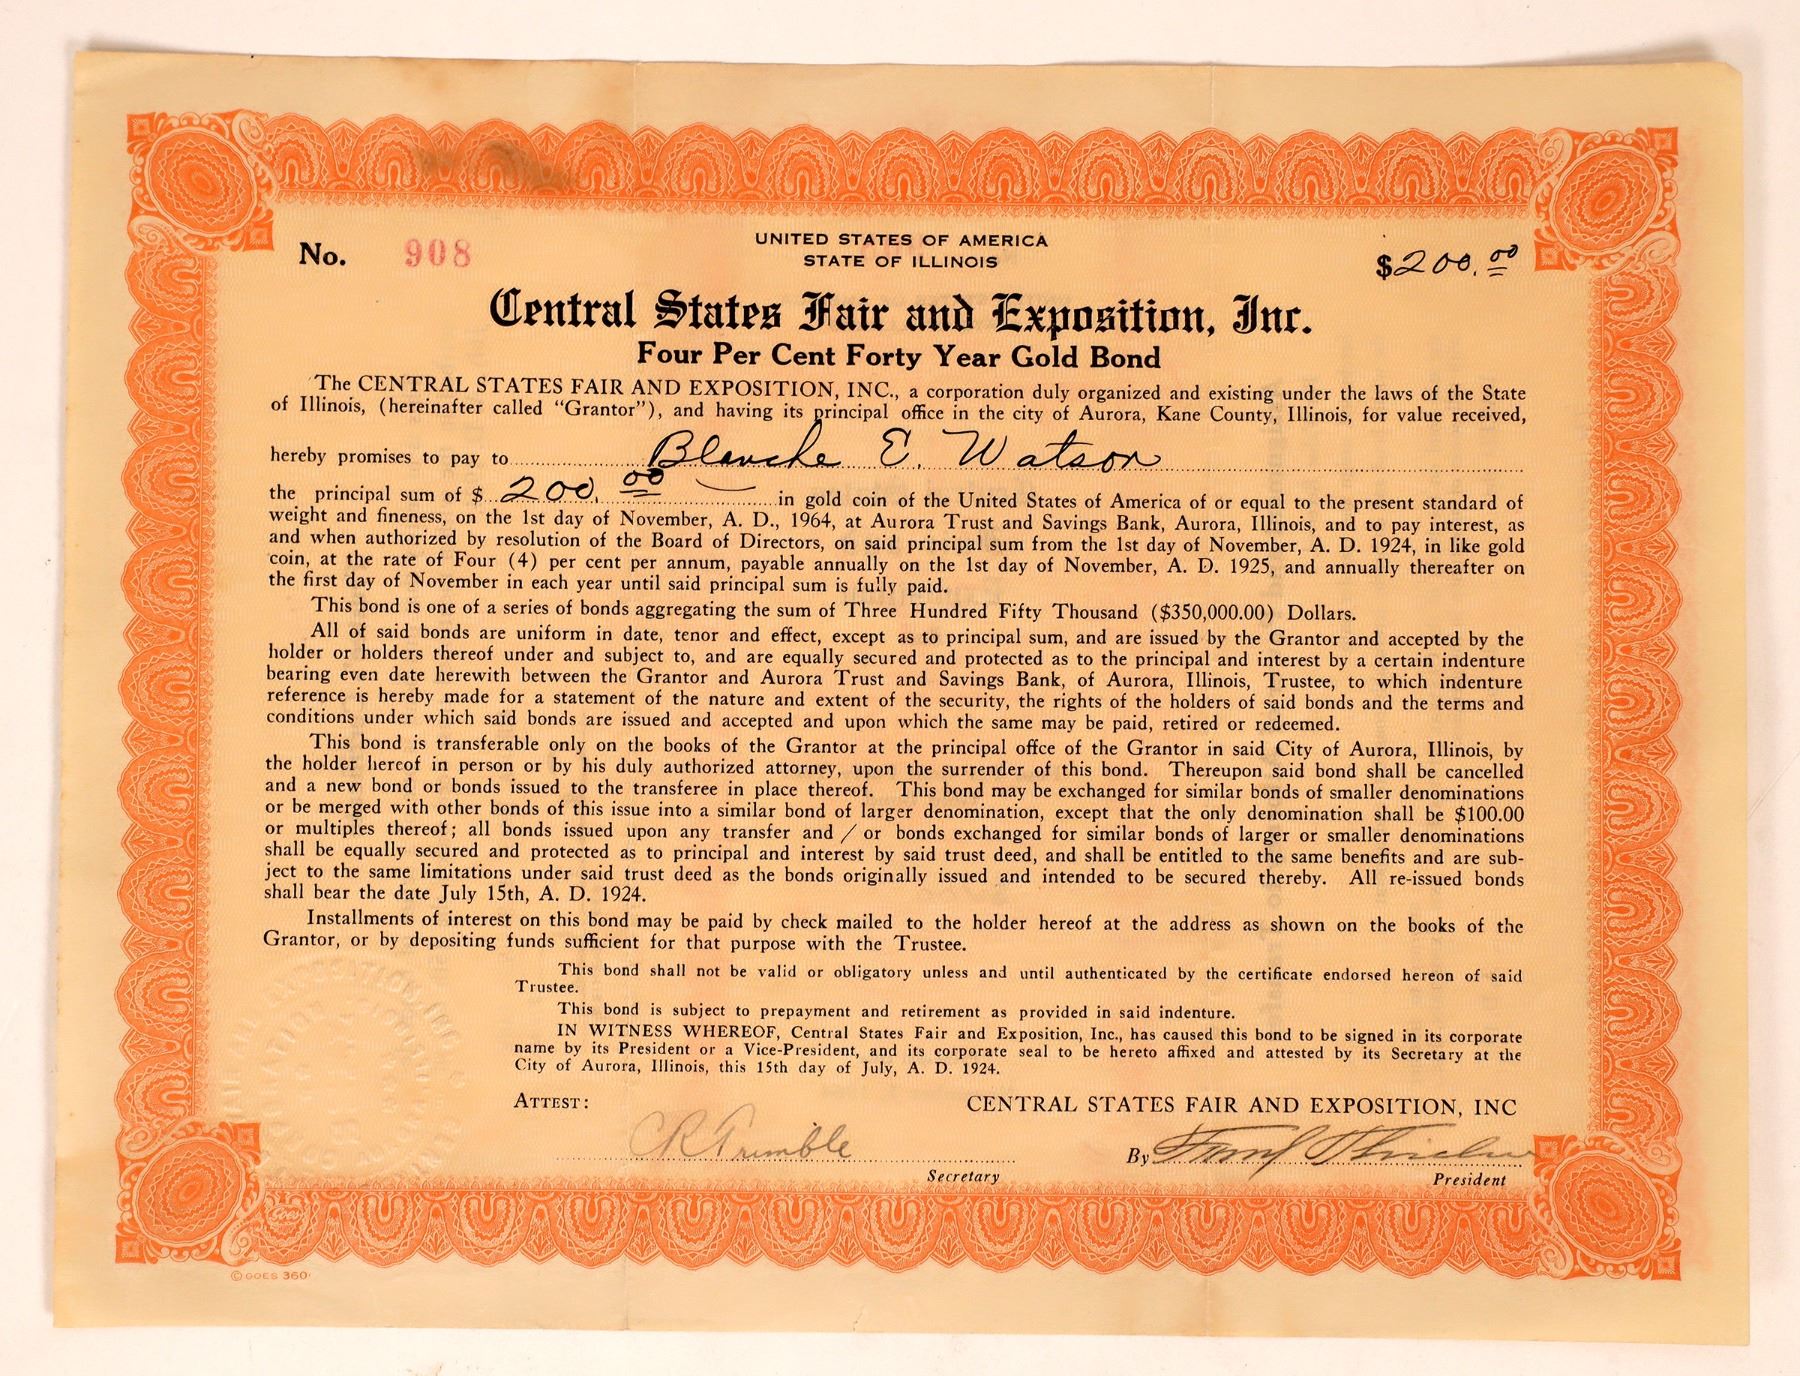 No. 908
UNITED STATES OF AMERICA
STATE OF ILLINOIS
$200.00
Central States Fair and Exposition, Inc.
Four Per Cent Forty Year Gold Bond
The CENTRAL STATES FAIR AND EXPOSITION, INC., a corporation duly organized and existing under the laws of the State
of Illinois, (hereinafter called "Grantor"), and having its principal office in the city of Aurora, Kane County, Illinois, for value received,
hereby promises to pay to Blanche E. Watson
the principal sum of $ 200.00 in gold coin of the United States of America of or equal to the present standard of
weight and fineness, on the 1st day of November, A. D., 1964, at Aurora Trust and Savings Bank, Aurora, Illinois, and to pay interest, as
and when authorized by resolution of the Board of Directors, on said principal sum from the 1st day of November, A. D. 1924, in like gold
coin, at the rate of Four (4) per cent per annum, payable annually on the 1st day of November, A. D. 1925, and annually thereafter on
the first day of November in each year until said principal sum is fully paid.
This bond is one of a series of bonds aggregating the sum of Three Hundred Fifty Thousand ($350,000.00) Dollars.
All of said bonds are uniform in date, tenor and effect, except as to principal sum, and are issued by the Grantor and accepted by the
holder or holders thereof under and subject to, and are equally secured and protected as to the principal and interest by a certain indenture
bearing even date herewith between the Grantor and Aurora Trust and Savings Bank, of Aurora, Illinois, Trustee, to which indenture
reference is hereby made for a statement of the nature and extent of the security, the rights of the holders of said bonds and the terms and
conditions under which said bonds are issued and accepted and upon which the same may be paid, retired or redeemed.
This bond is transferable only on the books of the Grantor at the principal offce of the Grantor in said City of Aurora, Illinois, by
the holder hereof in person or by his duly authorized attorney, upon the surrender of this bond. Thereupon said bond shall be cancelled
and a new bond or bonds issued to the transferee in place thereof. This bond may be exchanged for similar bonds of smaller denominations
or be merged with other bonds of this issue into a similar bond of larger denomination, except that the only denomination shall be $100.00
or multiples thereof; all bonds issued upon any transfer and / or bonds exchanged for similar bonds of larger or smaller denominations
shall be equally secured and protected as to principal and interest by said trust deed, and shall be entitled to the same benefits and are sub-
ject to the same limitations under said trust deed as the bonds originally issued and intended to be secured thereby. All re-issued bonds
shall bear the date July 15th, A. D. 1924.
Installments of interest on this bond may be paid by check mailed to the holder hereof at the address as shown on the books of the
Grantor, or by depositing funds sufficient for that purpose with the Trustee.
This bond shall not be valid or obligatory unless and until authenticated by the certificate endorsed hereon of said
Trustee.
This bond is subject to prepayment and retirement as provided in said indenture.
IN WITNESS WHEREOF, Central States Fair and Exposition, Inc., has caused this bond to be signed in its corporate
name by its President or a Vice-President, and its corporate seal to be hereto affixed and attested by its Secretary at the
City of Aurora, Illinois, this 15th day of July, A. D. 1924.
ATTEST:
CENTRAL STATES FAIR AND EXPOSITION, INC
C R Trimble
By Frank
Secretary
President
Goes
© GOES 360